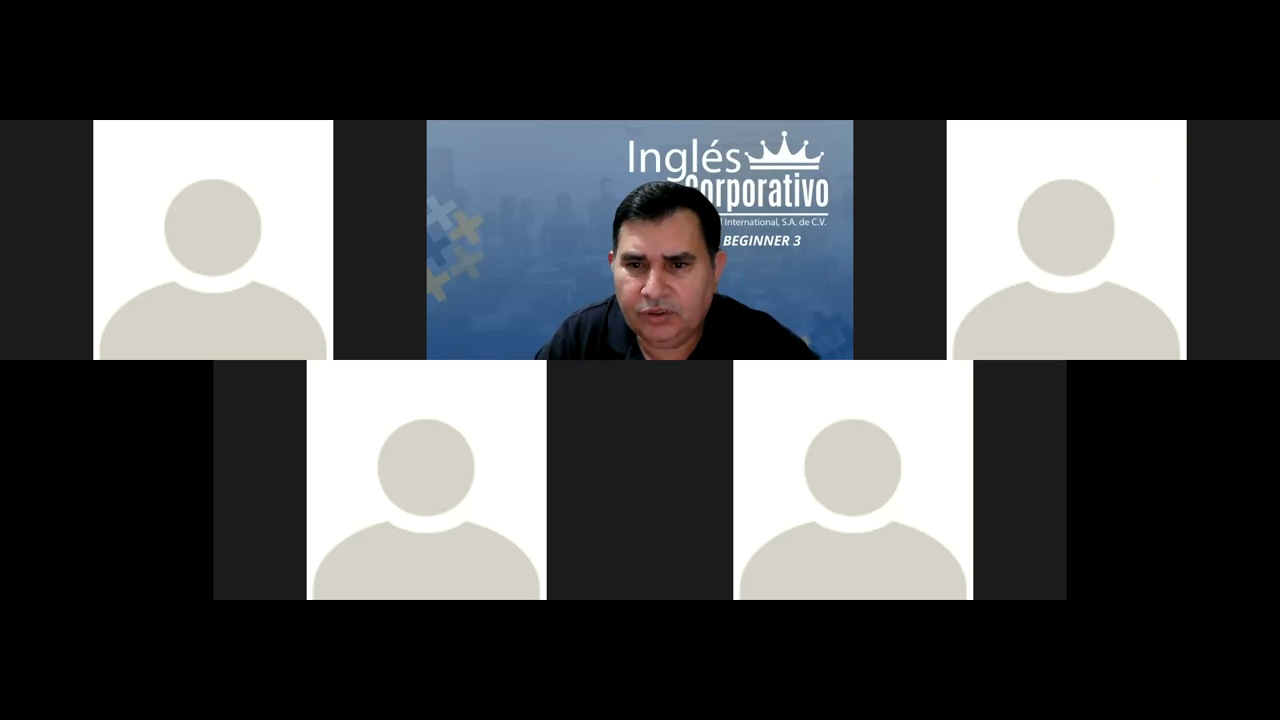 Inglés
Corporativo
International, S.A. de C.V.
BEGINNER 3